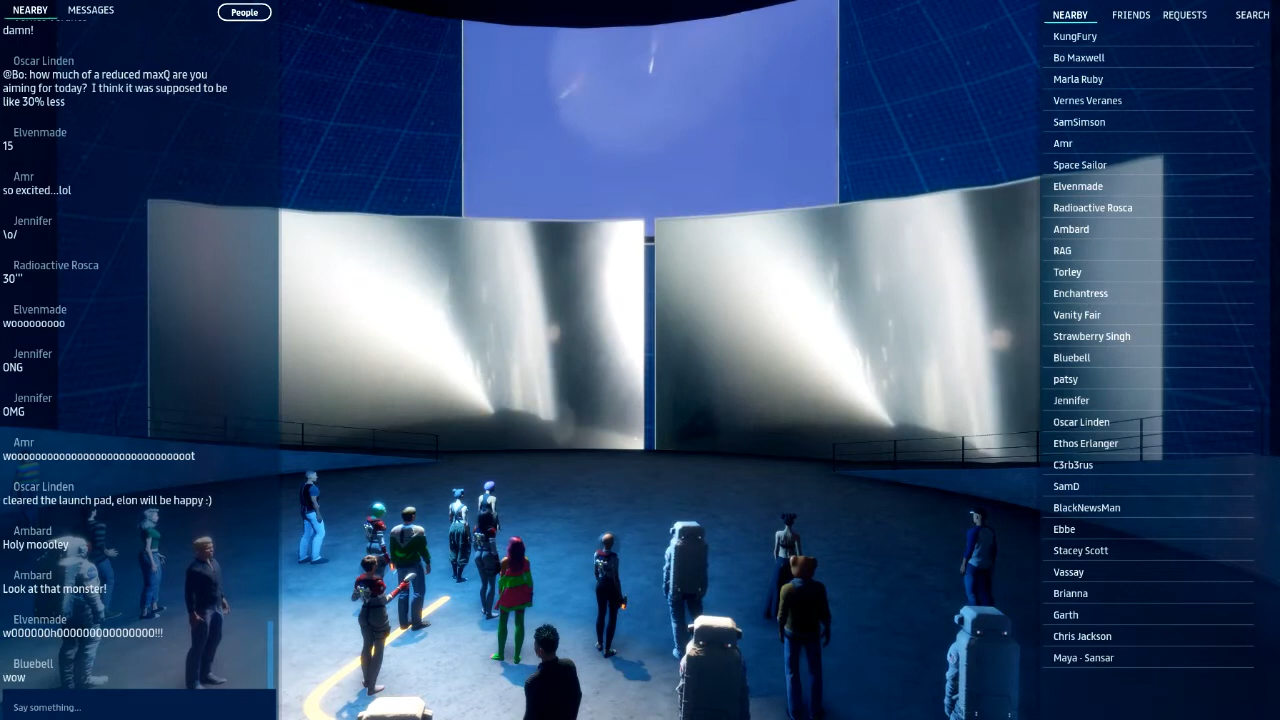 NEARBY MESSAGES People
damn!
Oscar Linden
@Bo: how much of a reduced maxQ are you
aiming for today? I think it was supposed to be
like 30% less
Elvenmade
15
Amr
so excited...lol
Jennifer
\o/
Radioactive Rosca
30'''
Elvenmade
wooooooooo
Jennifer
ONG
Jennifer
OMG
Amr
woooooooooooooooooooooooooooooooot
Oscar Linden
cleared the launch pad, elon will be happy :)
Ambard
Holy moooley
Ambard
Look at that monster!
Elvenmade
wOOOOOOhOOOOOOOOOOOOOOO!!!
Bluebell
wow
Say something...
NEARBY FRIENDS REQUESTS SEARCH
KungFury
Bo Maxwell
Marla Ruby
Vernes Veranes
SamSimson
Amr
Space Sailor
Elvenmade
Radioactive Rosca
Ambard
RAG
Torley
Enchantress
Vanity Fair
Strawberry Singh
Bluebell
patsy
Jennifer
Oscar Linden
Ethos Erlanger
C3rb3rus
SamD
BlackNewsMan
Ebbe
Stacey Scott
Vassay
Brianna
Garth
Chris Jackson
Maya - Sansar